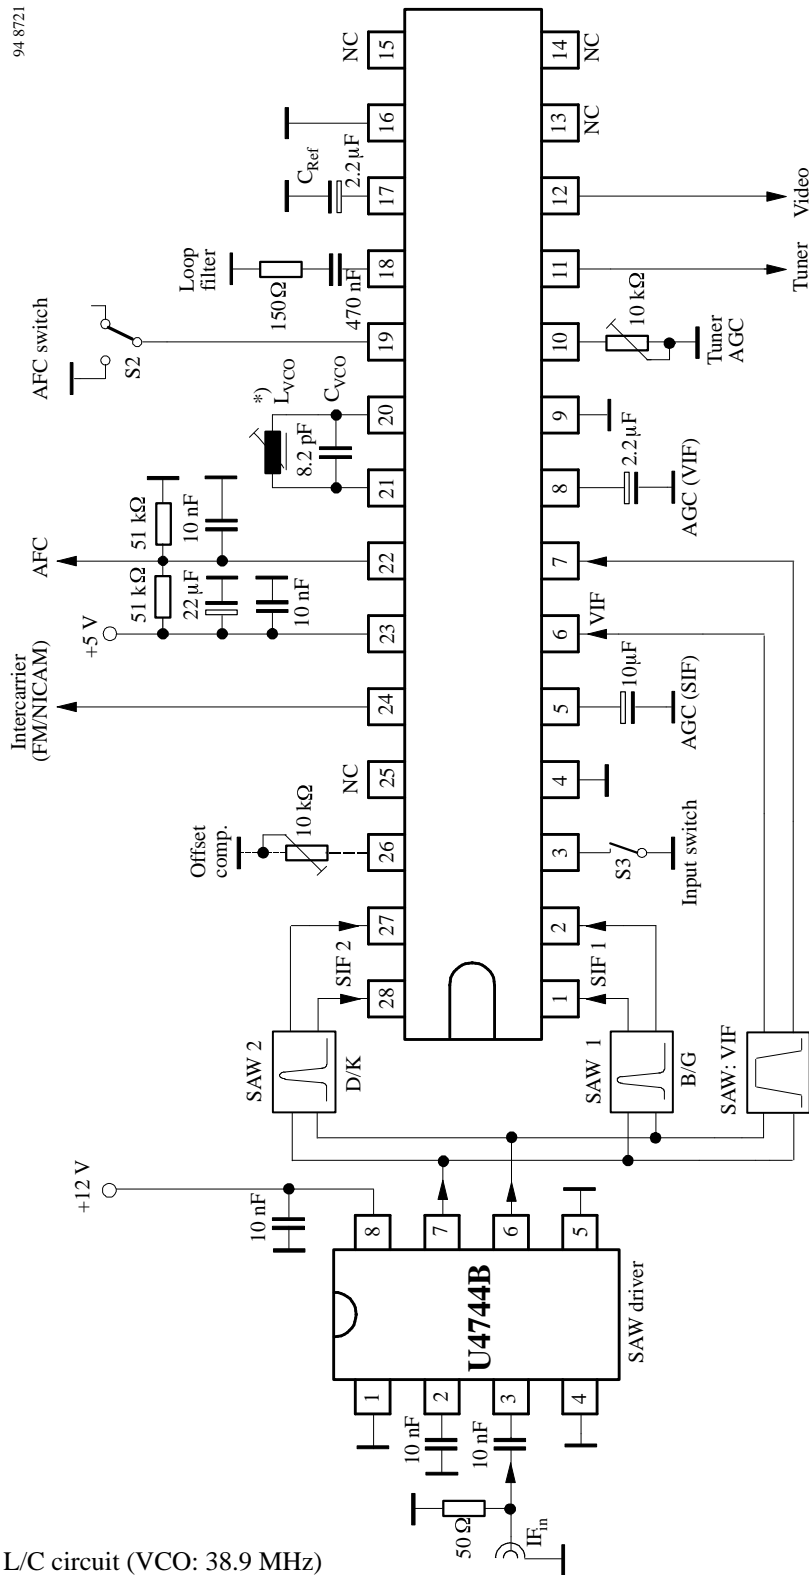 94 8721
Intercarrier
(FM/NICAM)
AFC
AFC switch
+5 V
51 kΩ
51 kΩ
22 µF
10 nF
10 nF
*)
L_VCO
8.2 pF
C_VCO
S2
Loop
filter
150 Ω
470 nF
C_Ref
2.2 µF
NC
Offset
comp.
10 kΩ
NC
28
27
26
25
24
23
22
21
20
19
18
17
16
15
SIF 2
SAW 2
D/K
1
2
3
4
5
6
7
8
9
10
11
12
13
14
SIF 1
SAW 1
B/G
S3
Input switch
10µF
AGC (SIF)
VIF
2.2µF
AGC (VIF)
10 kΩ
Tuner
AGC
Tuner
Video
NC
NC
SAW: VIF
+12 V
10 nF
8
7
6
5
U4744B
1
2
3
4
SAW driver
10 nF
10 nF
50 Ω
IF_in
L/C circuit (VCO: 38.9 MHz)